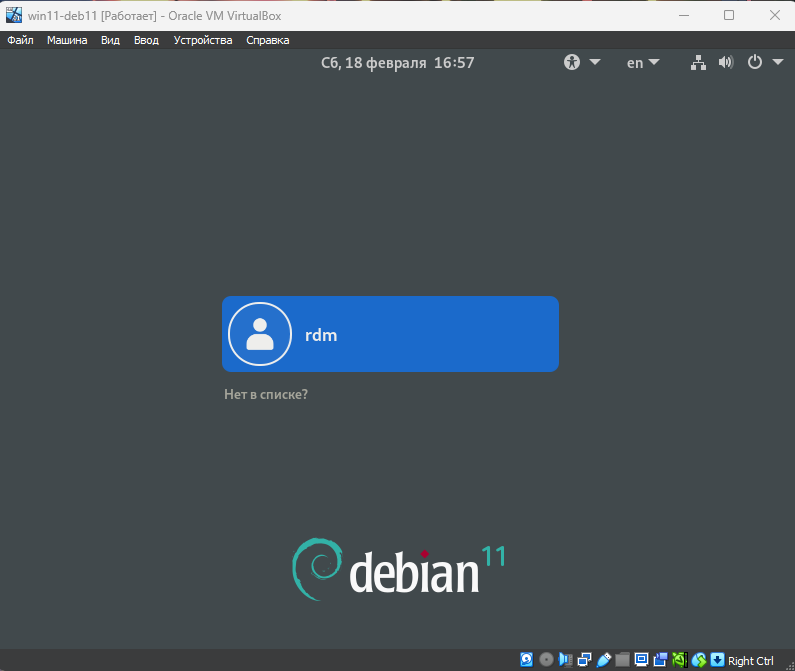 win11-deb11 [Работает] - Oracle VM VirtualBox
Файл Машина Вид Ввод Устройства Справка
Сб, 18 февраля 16:57
en
rdm
Нет в списке?
debian 11
Right Ctrl